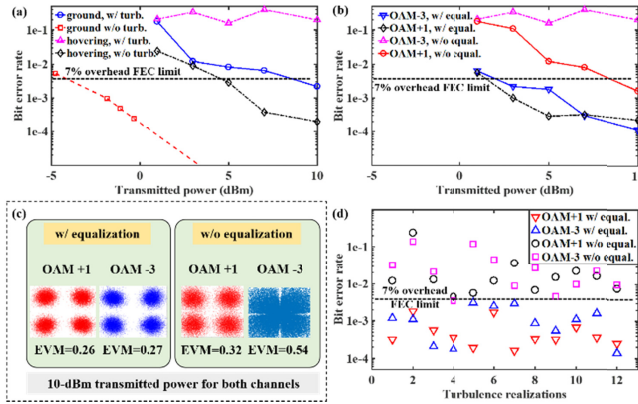 (a)
ground, w/ turb.
ground w/o turb.
hovering, w/ turb.
hovering, w/o turb.
7% overhead FEC limit
Bit error rate
1e-1
1e-2
1e-3
1e-4
-5
0
5
10
Transmitted power (dBm)
(b)
OAM-3, w/ equal.
OAM+1, w/ equal.
OAM-3, w/o equal.
OAM+1, w/o equal.
7% overhead FEC limit
Bit error rate
1e-1
1e-2
1e-3
1e-4
-5
0
5
10
Transmitted power (dBm)
(c)
w/ equalization
w/o equalization
OAM +1
OAM -3
OAM +1
OAM -3
EVM=0.26
EVM=0.27
EVM=0.32
EVM=0.54
10-dBm transmitted power for both channels
(d)
OAM+1 w/ equal.
OAM-3 w/ equal.
OAM+1 w/o equal.
OAM-3 w/o equal.
7% overhead
FEC limit
Bit error rate
1e-1
1e-2
1e-3
1e-4
0
2
4
6
8
10
12
Turbulence realizations